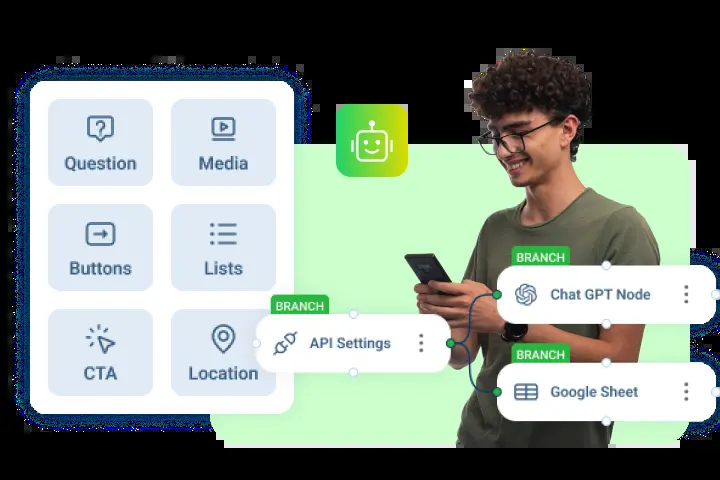 Question
Media
Buttons
Lists
CTA
Location
BRANCH
API Settings
BRANCH
Chat GPT Node
BRANCH
Google Sheet